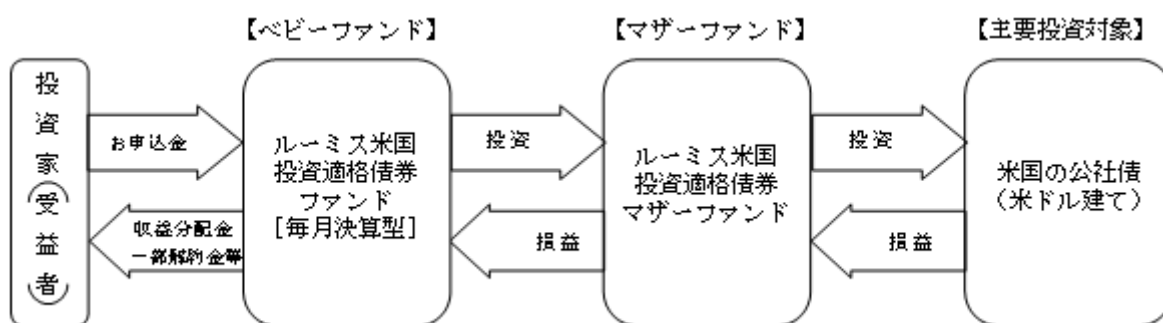 【ベビーファンド】
【マザーファンド】
【主要投資対象】
投資家(受益者)
お申込金
収益分配金
一部解約金等
ルーミス米国
投資適格債券
ファンド
[毎月決算型]
投資
損益
ルーミス米国
投資適格債券
マザーファンド
投資
損益
米国の公社債
(米ドル建て)